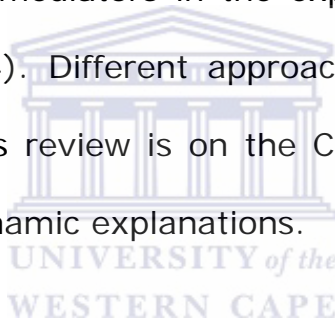 mediators in the exp
). Different approac
s review is on the C
namic explanations.
UNIVERSITY of the
WESTERN CAPE